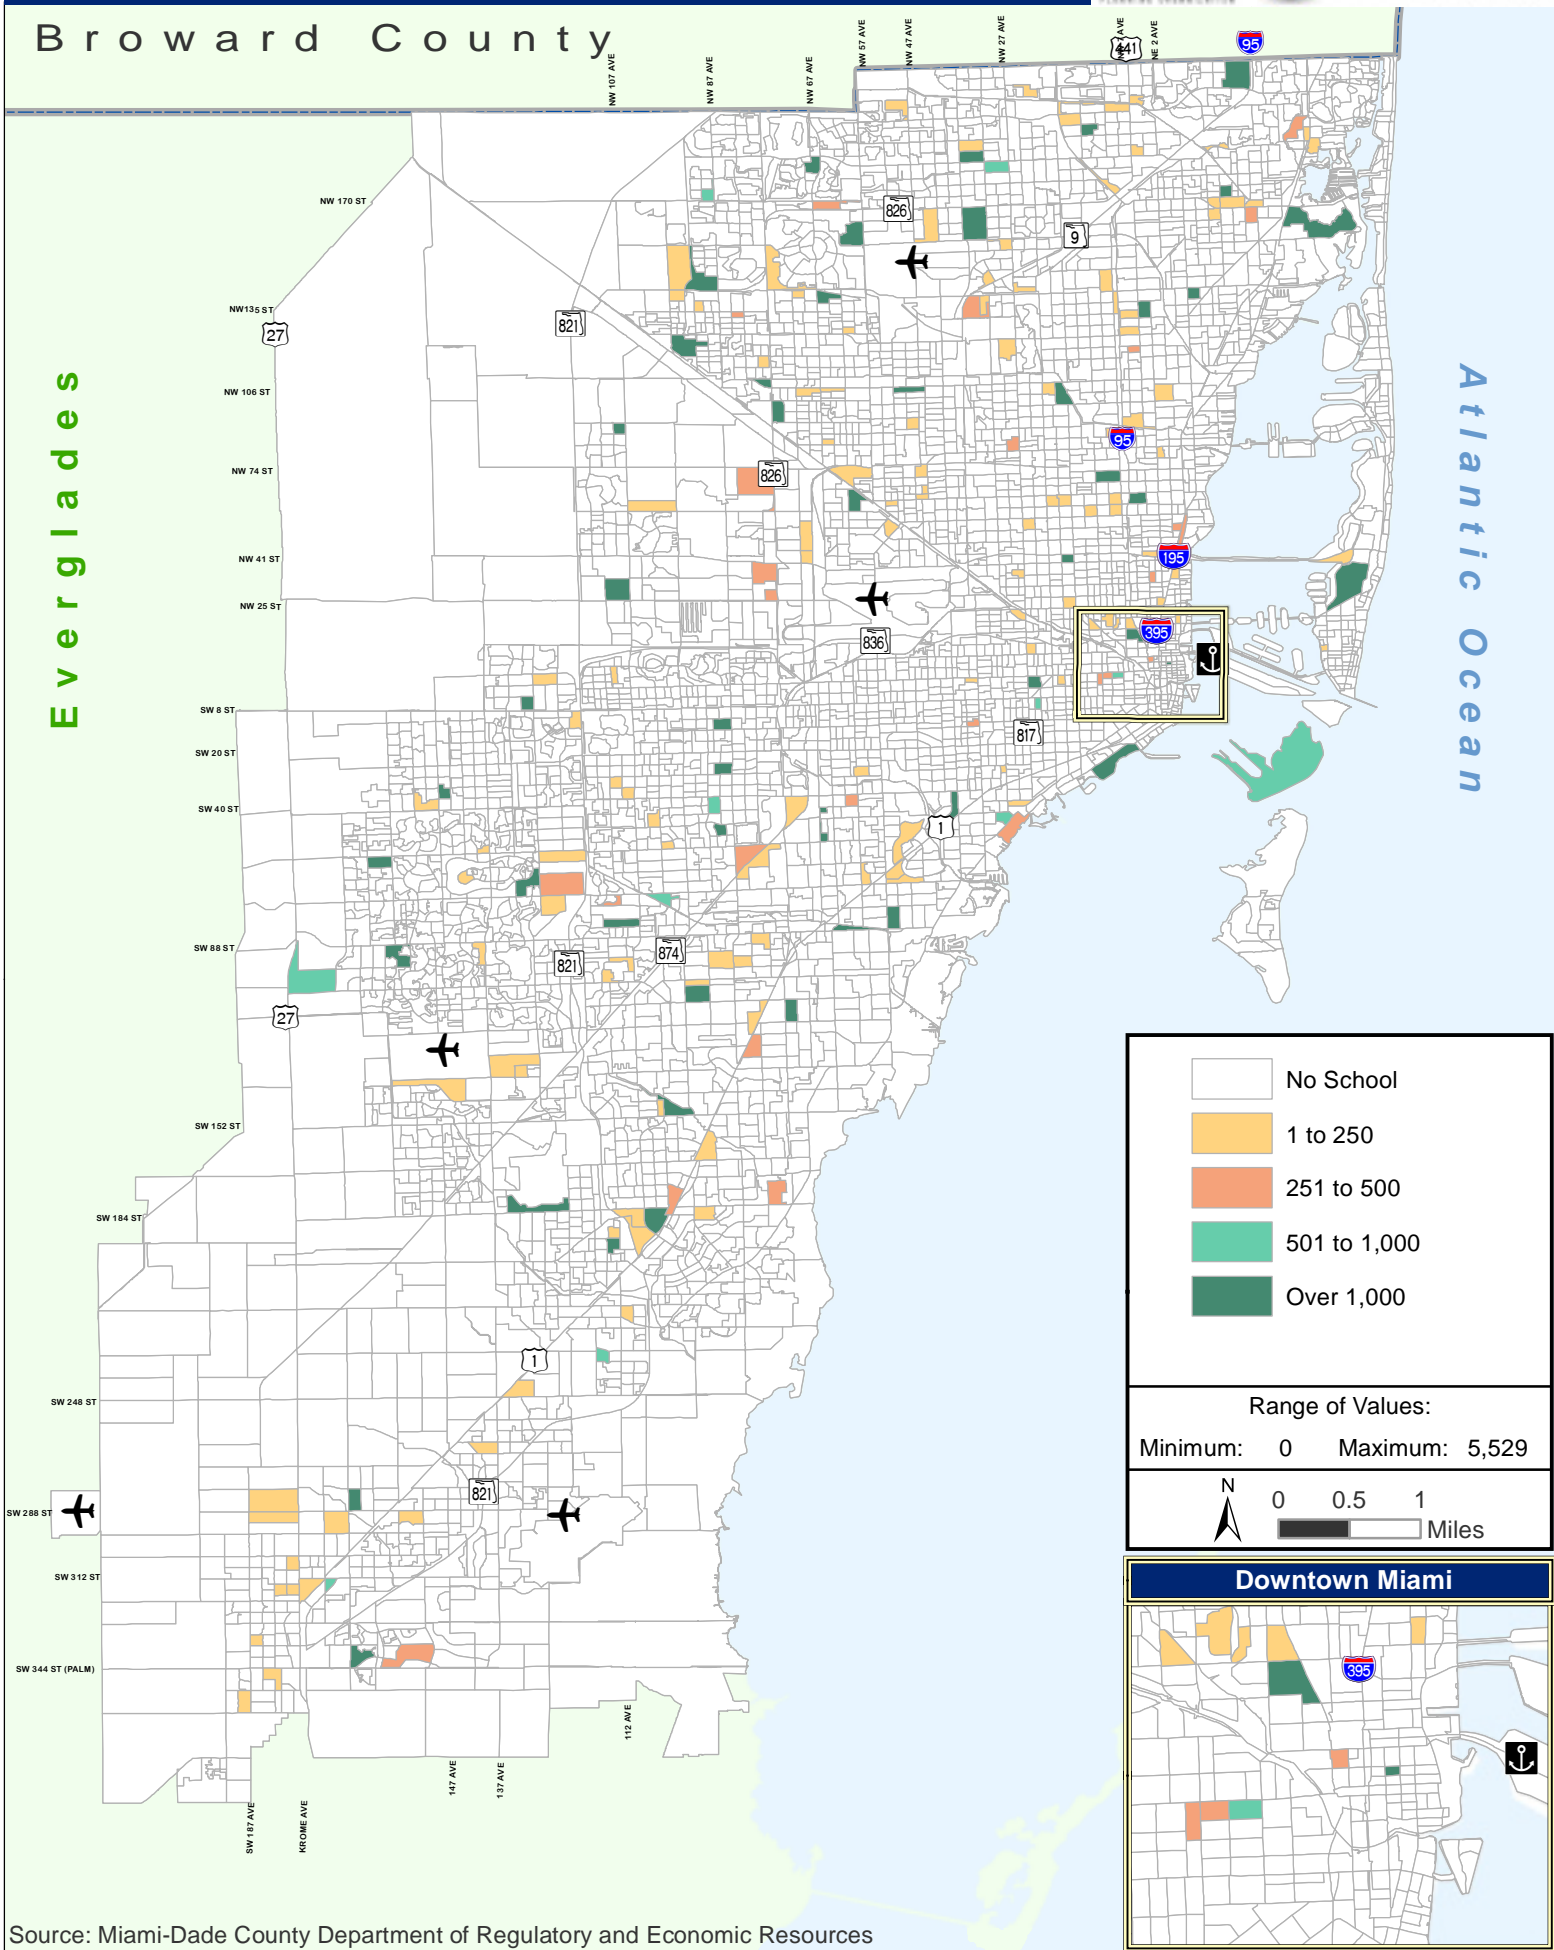 Broward County
NW 107 AVE
NW 87 AVE
NW 67 AVE
NW 57 AVE
NW 47 AVE
NW 27 AVE
441
NE 2 AVE
95
NW 170 ST
826
9
NW135 ST
27
821
Everglades
NW 106 ST
Atlantic Ocean
95
NW 74 ST
826
NW 41 ST
195
NW 25 ST
836
395
SW 8 ST
817
SW 20 ST
SW 40 ST
1
SW 88 ST
874
821
27
SW 152 ST
SW 184 ST
1
SW 248 ST
821
SW 288 ST
SW 312 ST
SW 344 ST (PALM)
112 AVE
147 AVE
137 AVE
SW 187 AVE
KROME AVE
No School
1 to 250
251 to 500
501 to 1,000
Over 1,000
Range of Values:
Minimum: 0 Maximum: 5,529
N
0 0.5 1
Miles
Downtown Miami
395
Source: Miami-Dade County Department of Regulatory and Economic Resources